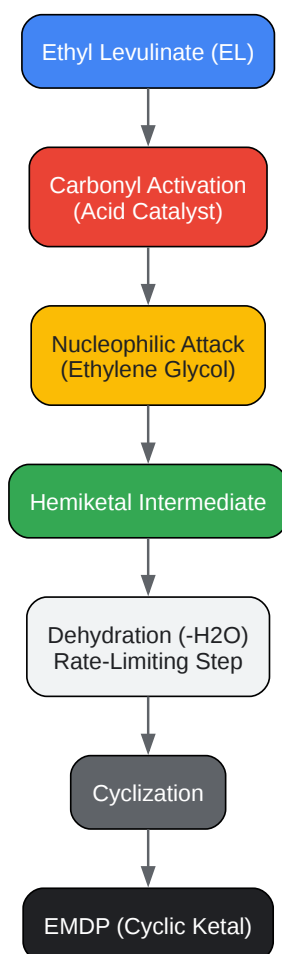 Ethyl Levulinate (EL)
Carbonyl Activation
(Acid Catalyst)
Nucleophilic Attack
(Ethylene Glycol)
Hemiketal Intermediate
Dehydration (-H2O)
Rate-Limiting Step
Cyclization
EMDP (Cyclic Ketal)